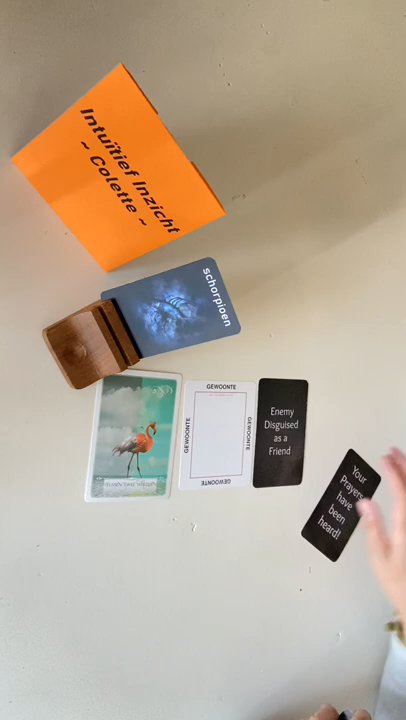 Intuïtief Inzicht
~ Colette ~
schorpioen
GEWOONTE
GEWOONTE
GEWOONTE
GEWOONTE
Enemy
Disguised
as a
Friend
Your
Prayers
have
been
heard!